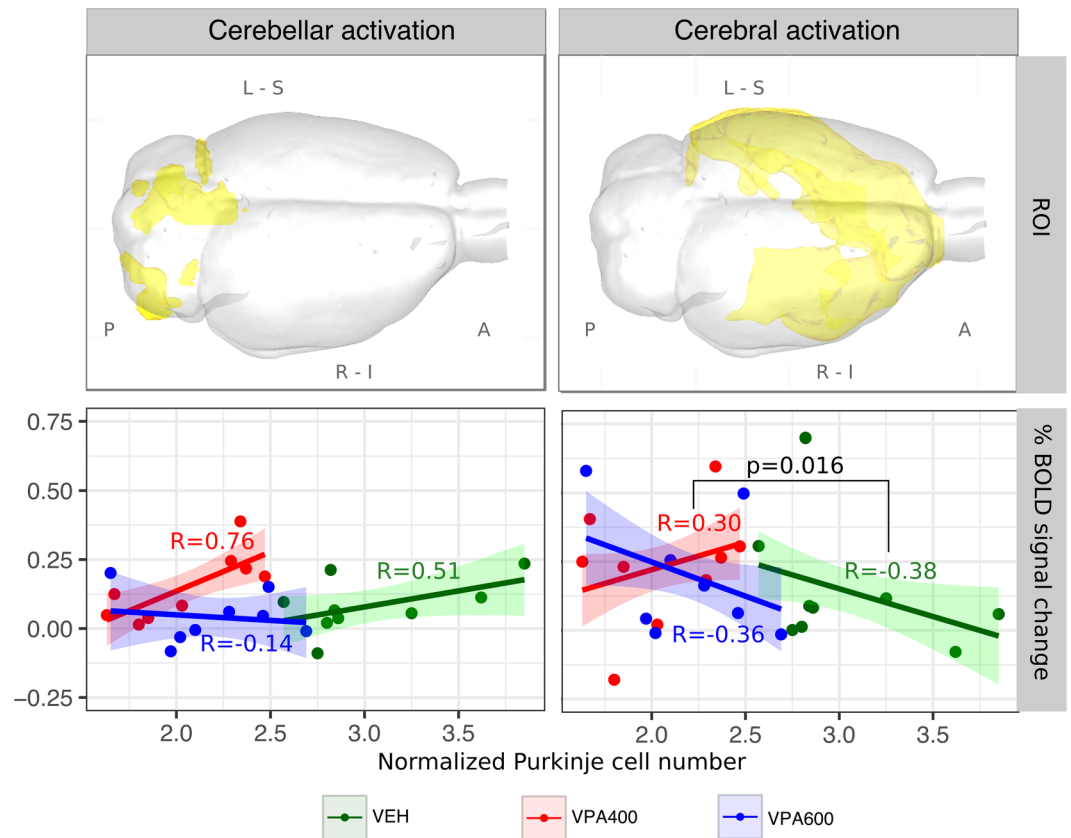 Cerebellar activation
Cerebral activation
L - S
L - S
ROI
P
A
P
A
R - I
R - I
0.75
0.50
0.25
0.00
−0.25
R=0.76
R=0.51
R=-0.14
p=0.016
R=0.30
R=-0.38
R=-0.36
% BOLD signal change
2.0 2.5 3.0 3.5
2.0 2.5 3.0 3.5
Normalized Purkinje cell number
VEH
VPA400
VPA600